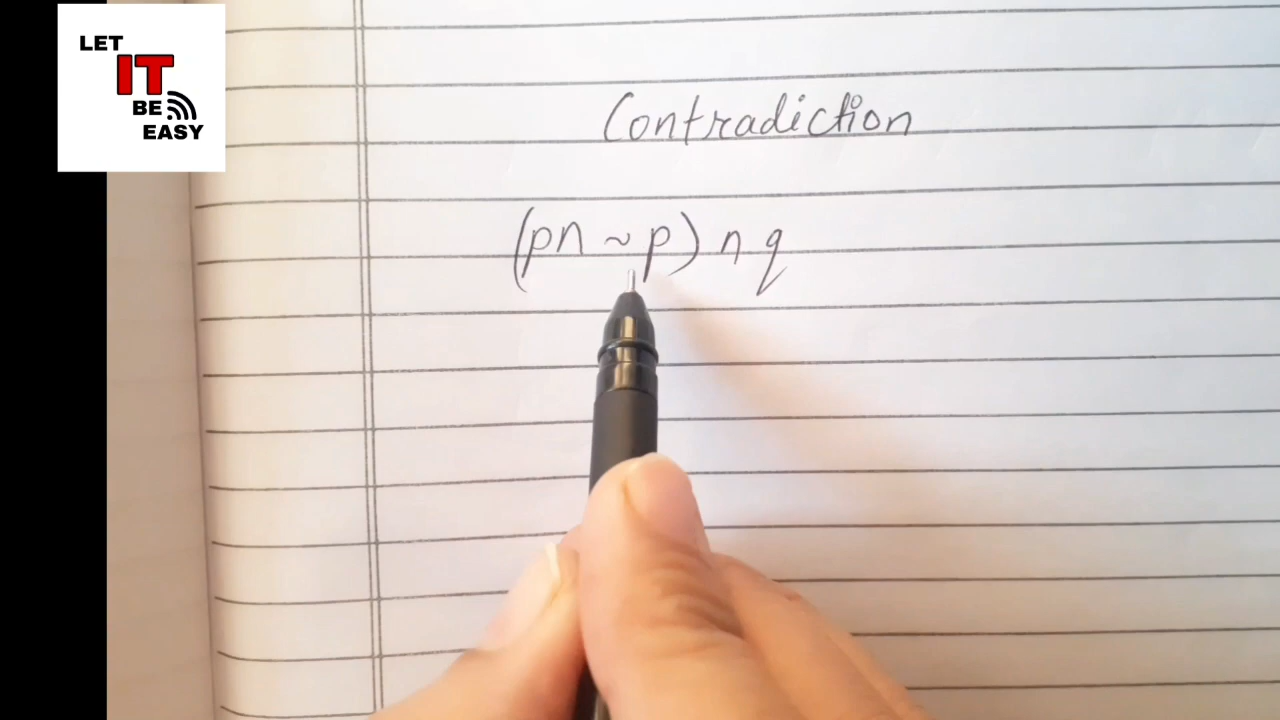 LET
IT
BE
EASY
Contradiction
(p n ~ p) n q